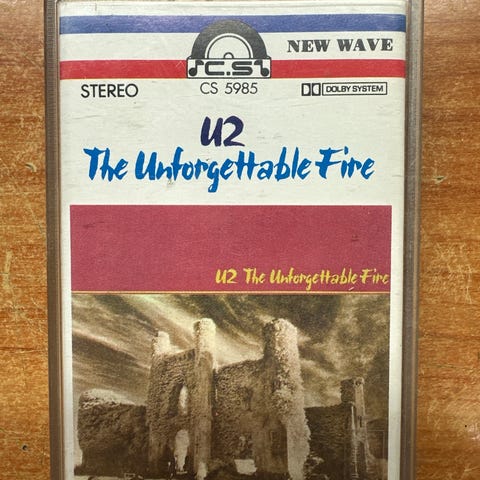 C.S
NEW WAVE
STEREO
CS 5985
DOLBY SYSTEM
U2
The Unforgettable Fire
U2 The Unforgettable Fire